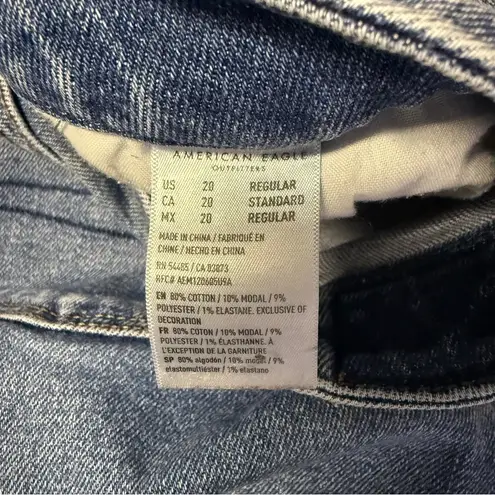 AMERICAN EAGLE
OUTFITTERS
US 20 REGULAR
CA 20 STANDARD
MX 20 REGULAR
MADE IN CHINA / FABRIQUÉ EN
CHINE / HECHO EN CHINA
RN 54485 / CA 03873
RFC# AEM120605U9A
EN 80% COTTON / 10% MODAL / 9%
POLYESTER / 1% ELASTANE. EXCLUSIVE OF
DECORATION
FR 80% COTON / 10% MODAL / 9%
POLYESTER / 1% ÉLASTHANNE. À
L'EXCEPTION DE LA GARNITURE
SP 80% algodón / 10% modal / 9%
elastomultiéster / 1% elastano